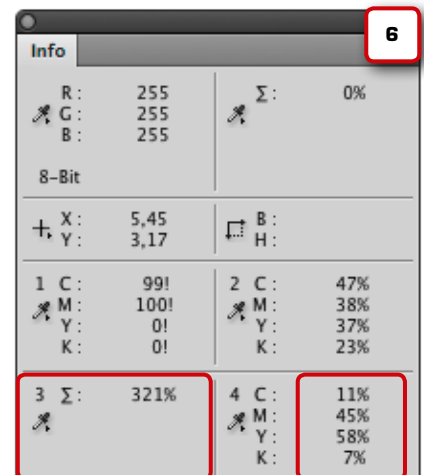 6
Info
R: 255
G: 255
B: 255
Σ: 0%
8-Bit
X: 5,45
Y: 3,17
B:
H:
1 C: 99!
M: 100!
Y: 0!
K: 0!
2 C: 47%
M: 38%
Y: 37%
K: 23%
3 Σ: 321%
4 C: 11%
M: 45%
Y: 58%
K: 7%